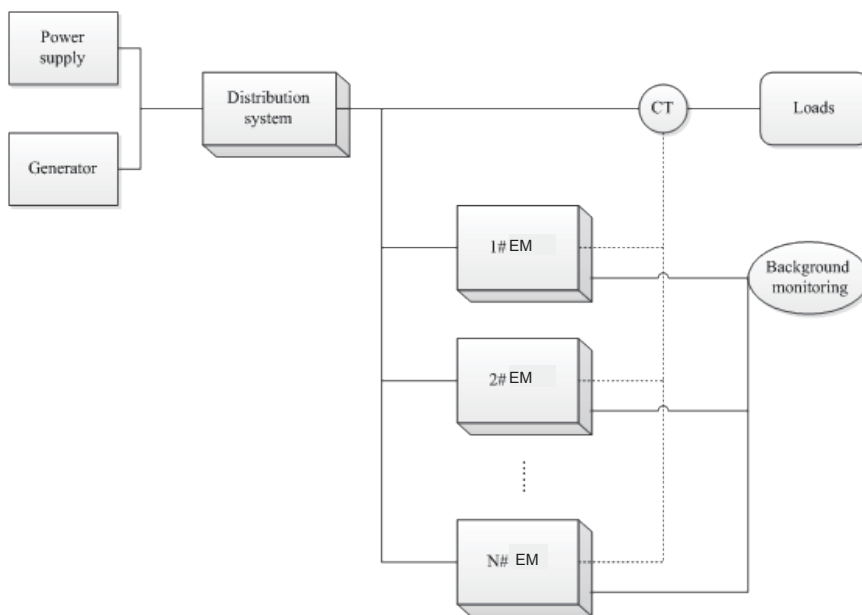 Power
supply
Generator
Distribution
system
CT
Loads
1# EM
Background
monitoring
2# EM
N# EM